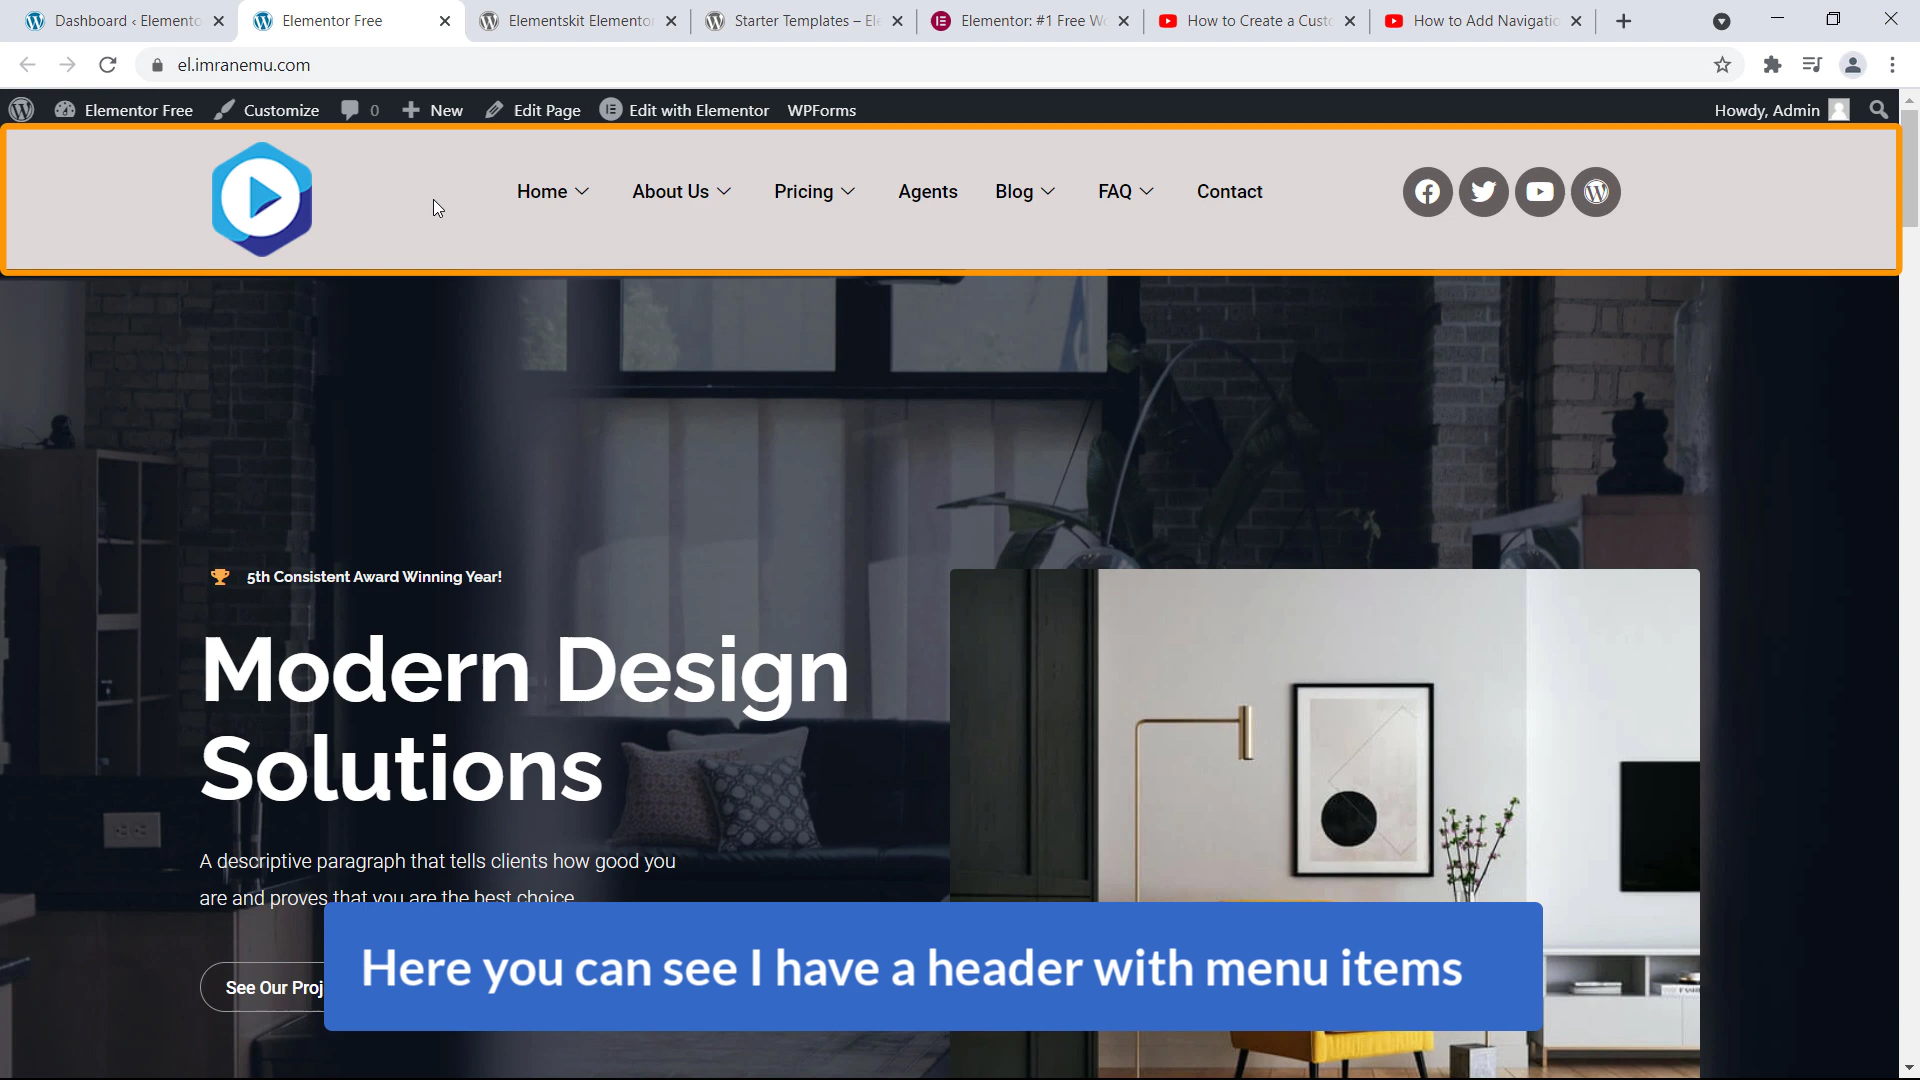 Dashboard ‹ Elemento
Elementor Free
Elementskit Elementor
Starter Templates – Ele
Elementor: #1 Free Wo
How to Create a Custo
How to Add Navigatio
el.imranemu.com
Elementor Free
Customize
0
New
Edit Page
Edit with Elementor
WPForms
Howdy, Admin
Home
About Us
Pricing
Agents
Blog
FAQ
Contact
5th Consistent Award Winning Year!
Modern Design
Solutions
A descriptive paragraph that tells clients how good you
are and proves that you are the best choice
See Our Proj
Here you can see I have a header with menu items